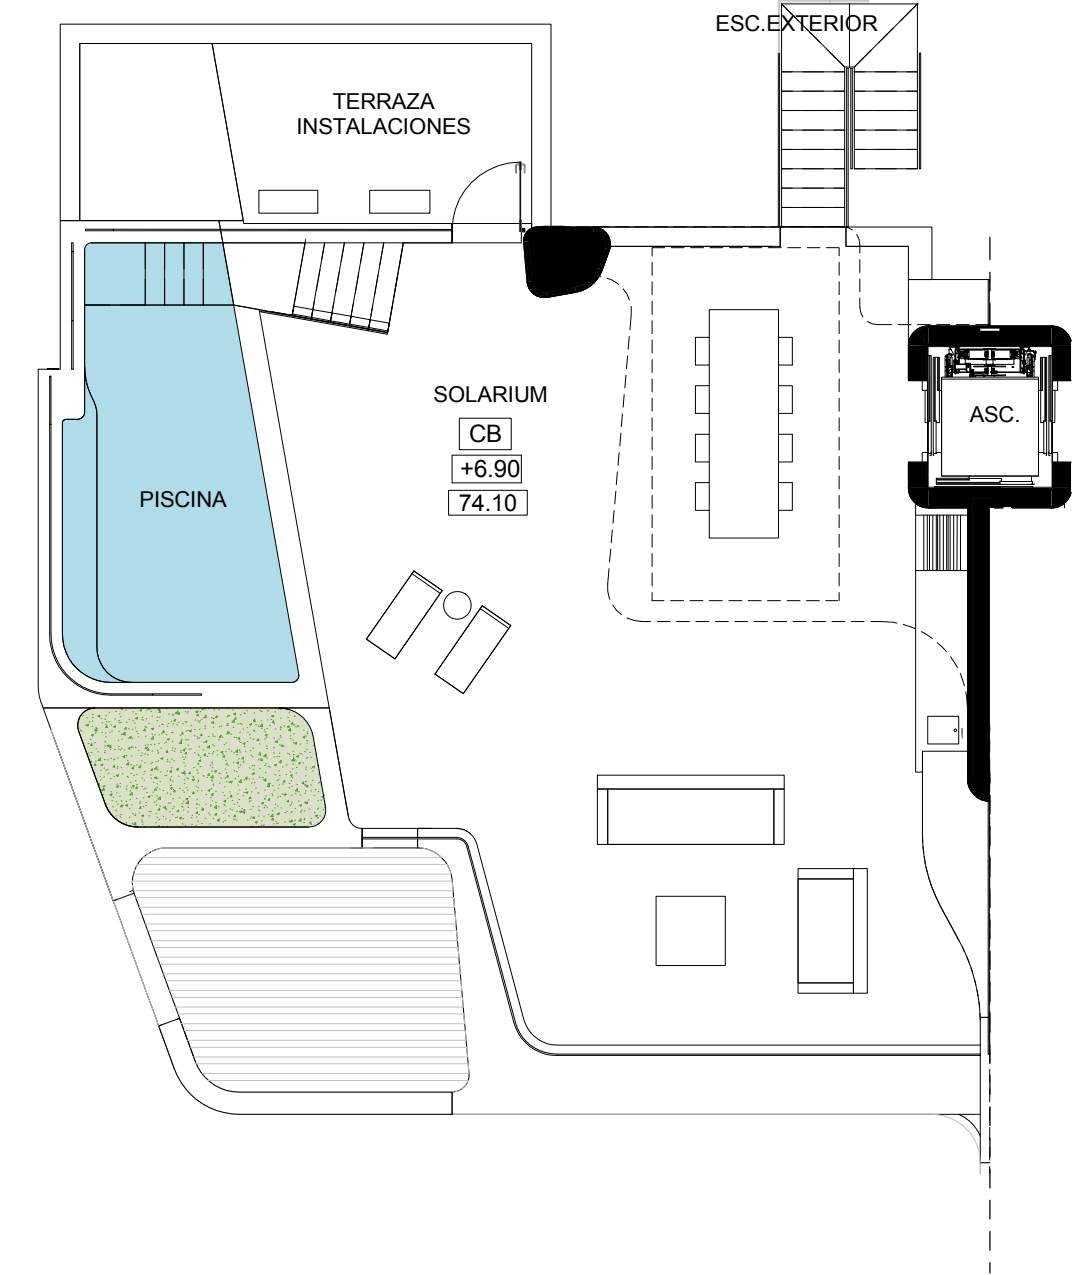 ESC.EXTERIOR
TERRAZA
INSTALACIONES
SOLARIUM
CB
+6.90
74.10
ASC.
PISCINA